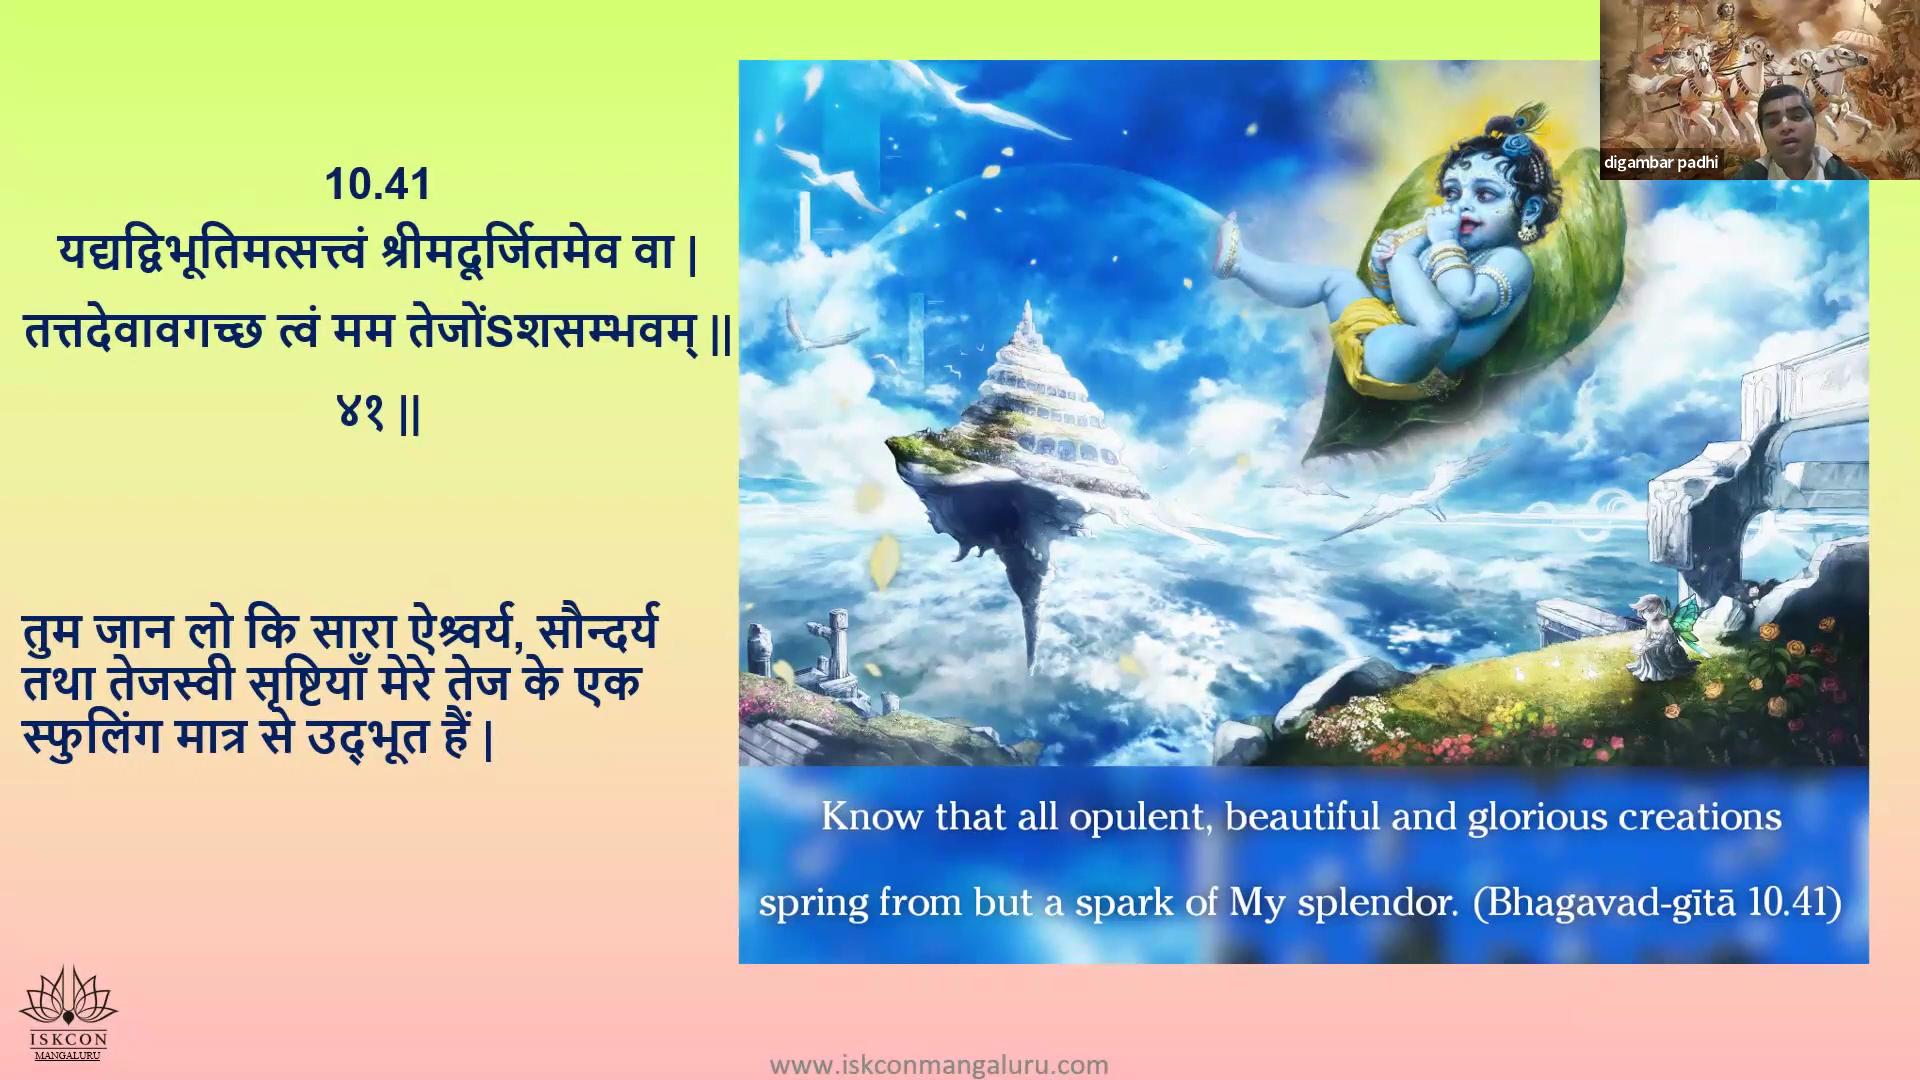 10.41
यद्यद्विभूतिमत्सत्त्वं श्रीमदूर्जितमेव वा |
तत्तदेवावगच्छ त्वं मम तेजोंSशसम्भवम् ||
४१ ||
तुम जान लो कि सारा ऐश्र्वर्य, सौन्दर्य
तथा तेजस्वी सृष्टियाँ मेरे तेज के एक
स्फुलिंग मात्र से उद्भूत हैं |
digambar padhi
Know that all opulent, beautiful and glorious creations
spring from but a spark of My splendor. (Bhagavad-gītā 10.41)
ISKCON
MANGALURU
www.iskconmangaluru.com